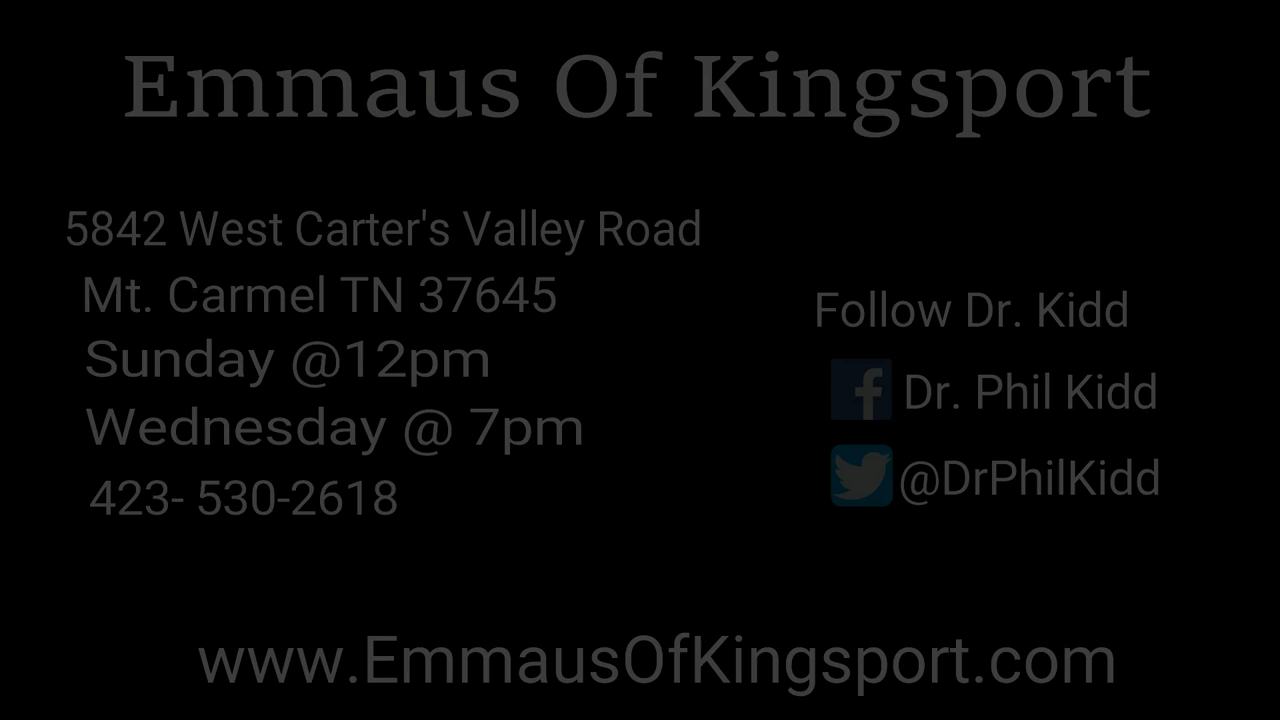 Emmaus Of Kingsport
5842 West Carter's Valley Road
Mt. Carmel TN 37645
Sunday @12pm
Wednesday @ 7pm
423- 530-2618
Follow Dr. Kidd
f Dr. Phil Kidd
@DrPhilKidd
www.EmmausOfKingsport.com